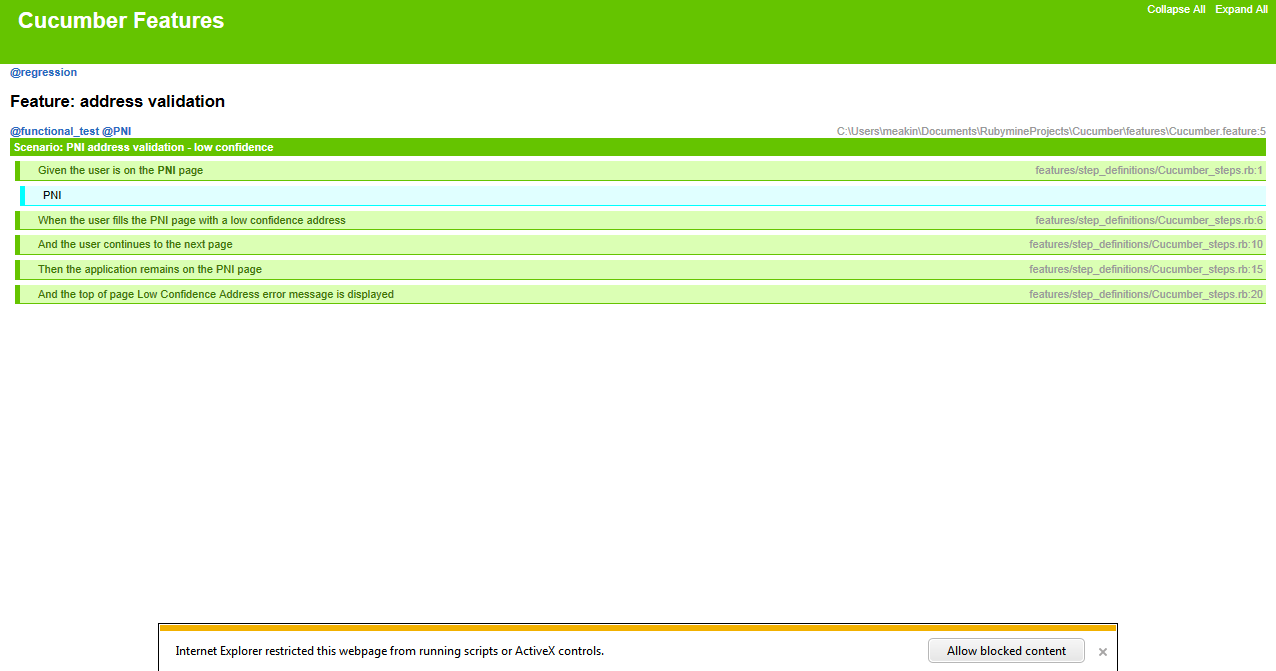 Cucumber Features
Collapse All Expand All
@regression
Feature: address validation
@functional_test @PNI C:\Users\meakin\Documents\RubymineProjects\Cucumber\features\Cucumber.feature:5
Scenario: PNI address validation - low confidence
Given the user is on the PNI page features/step_definitions/Cucumber_steps.rb:1
PNI
When the user fills the PNI page with a low confidence address features/step_definitions/Cucumber_steps.rb:6
And the user continues to the next page features/step_definitions/Cucumber_steps.rb:10
Then the application remains on the PNI page features/step_definitions/Cucumber_steps.rb:15
And the top of page Low Confidence Address error message is displayed features/step_definitions/Cucumber_steps.rb:20
Internet Explorer restricted this webpage from running scripts or ActiveX controls. Allow blocked content ×